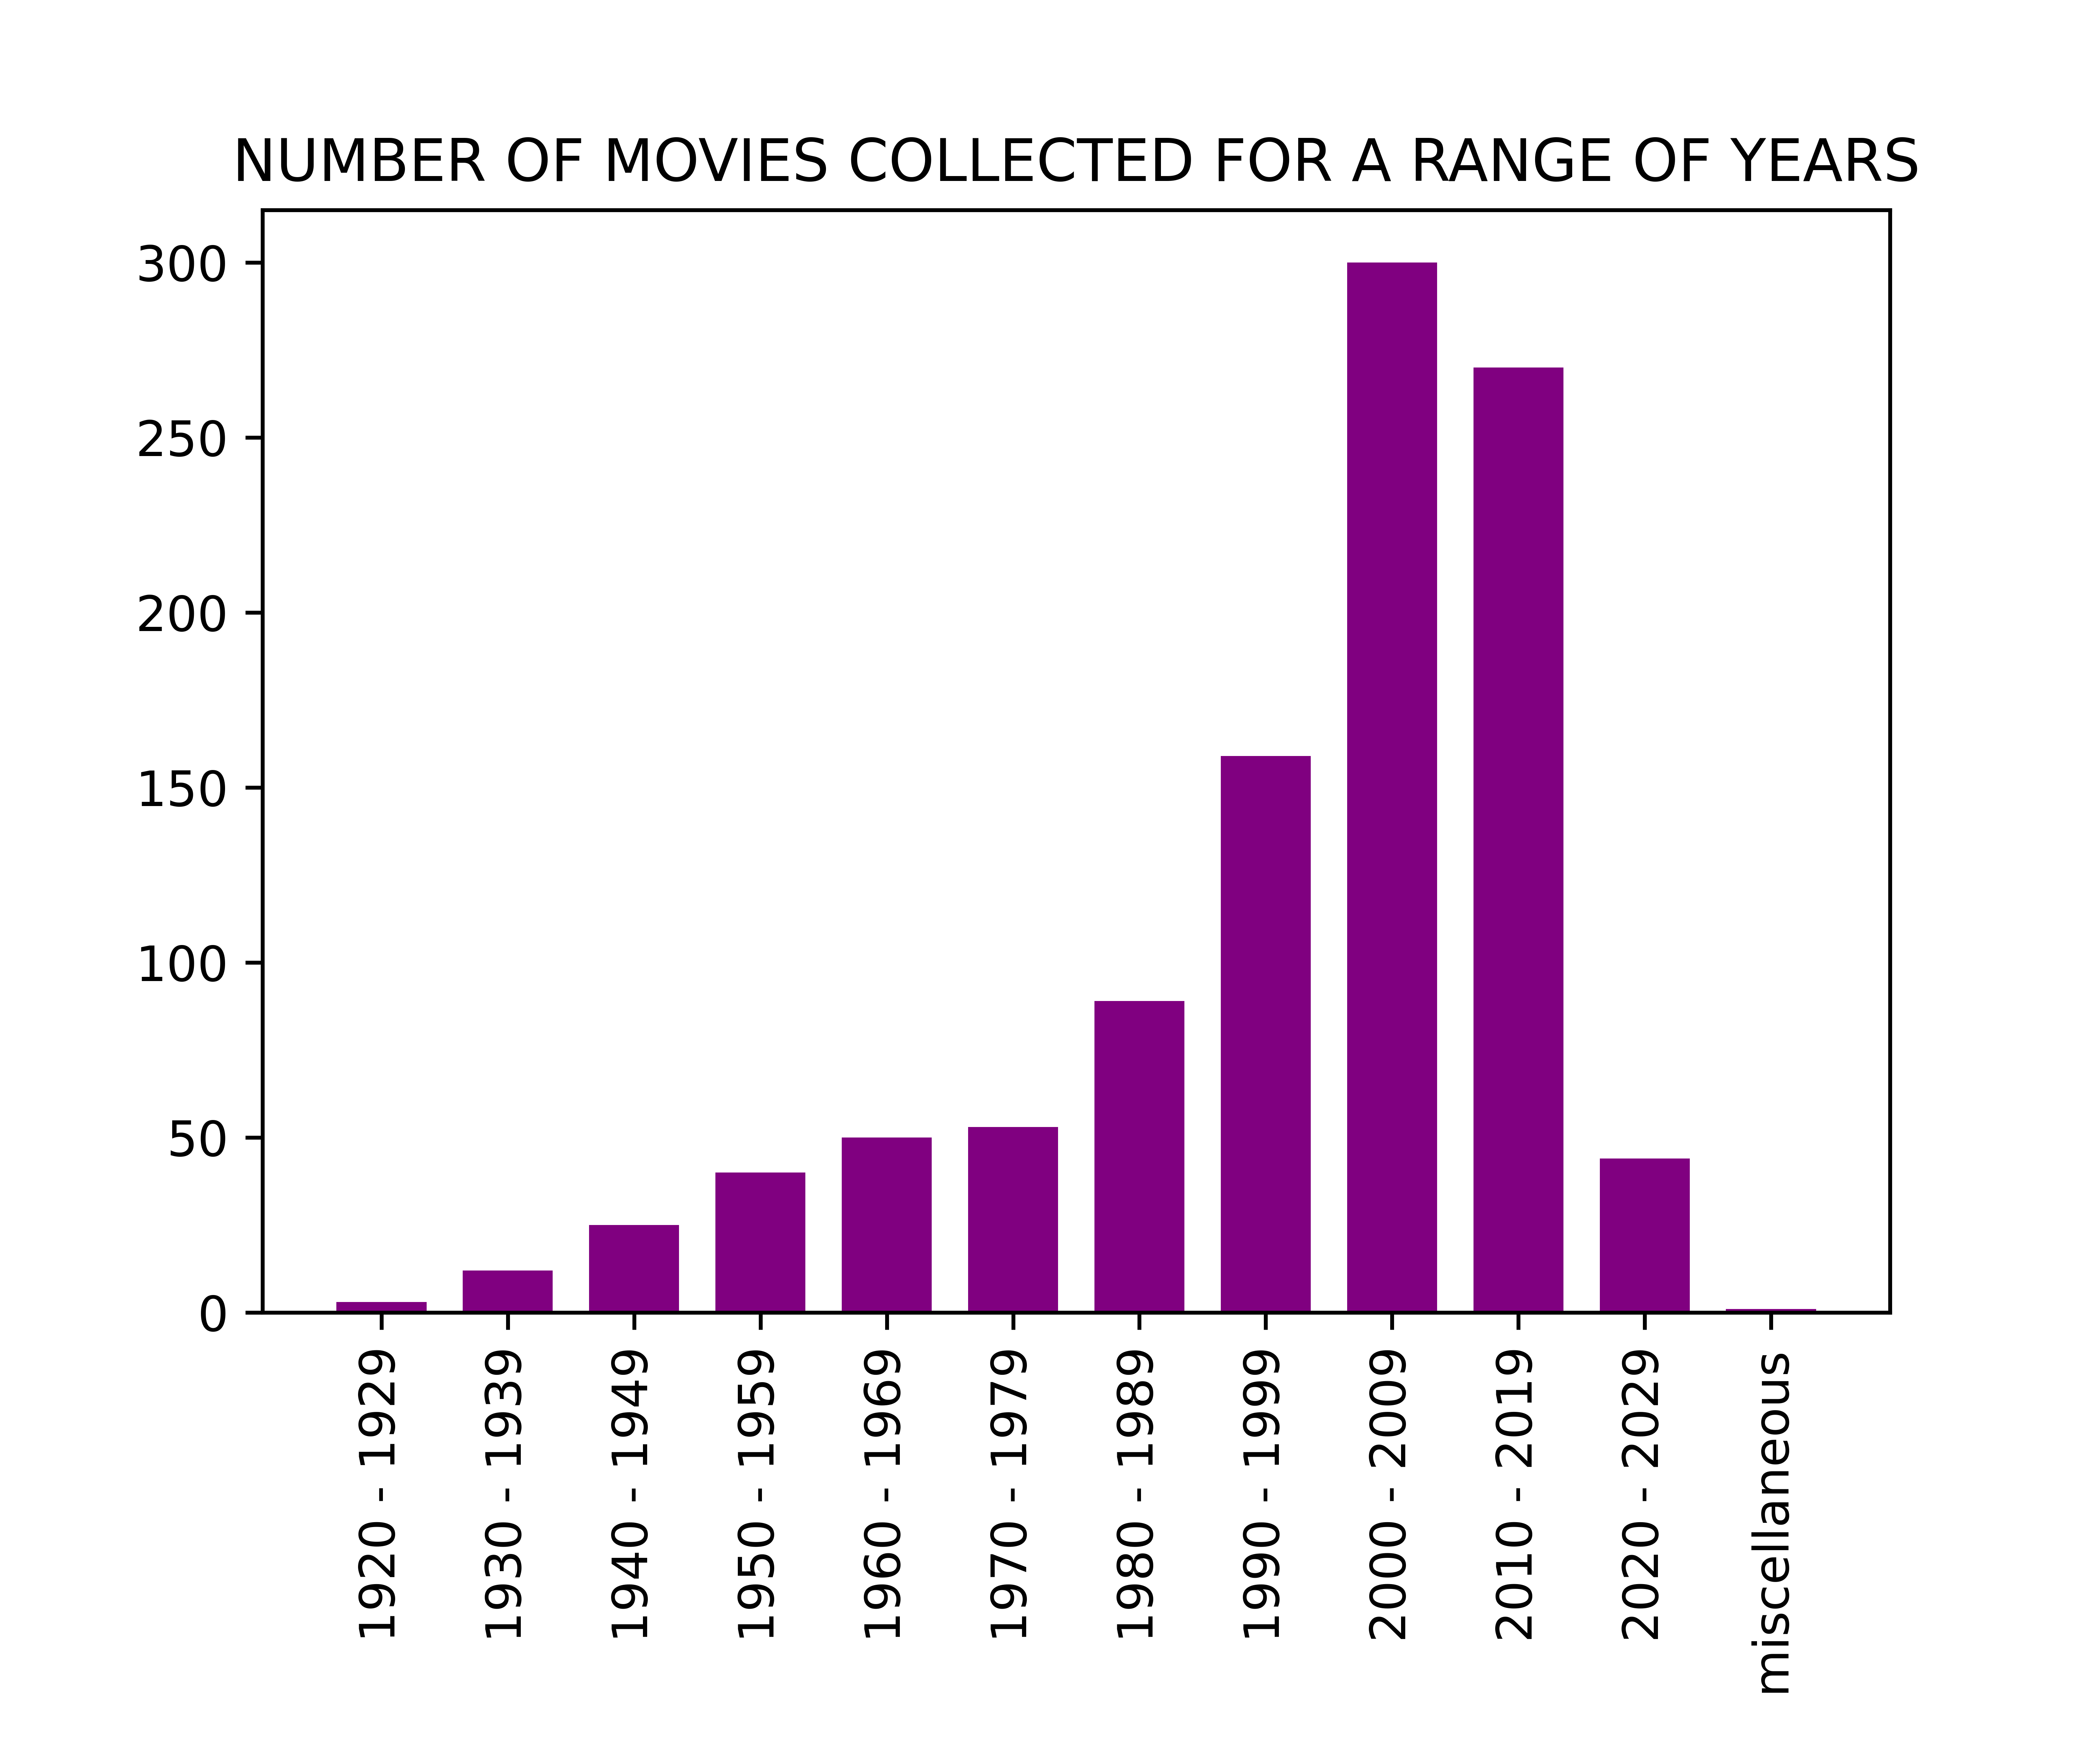 NUMBER OF MOVIES COLLECTED FOR A RANGE OF YEARS
300
250
200
150
100
50
0
1920 - 1929
1930 - 1939
1940 - 1949
1950 - 1959
1960 - 1969
1970 - 1979
1980 - 1989
1990 - 1999
2000 - 2009
2010 - 2019
2020 - 2029
miscellaneous